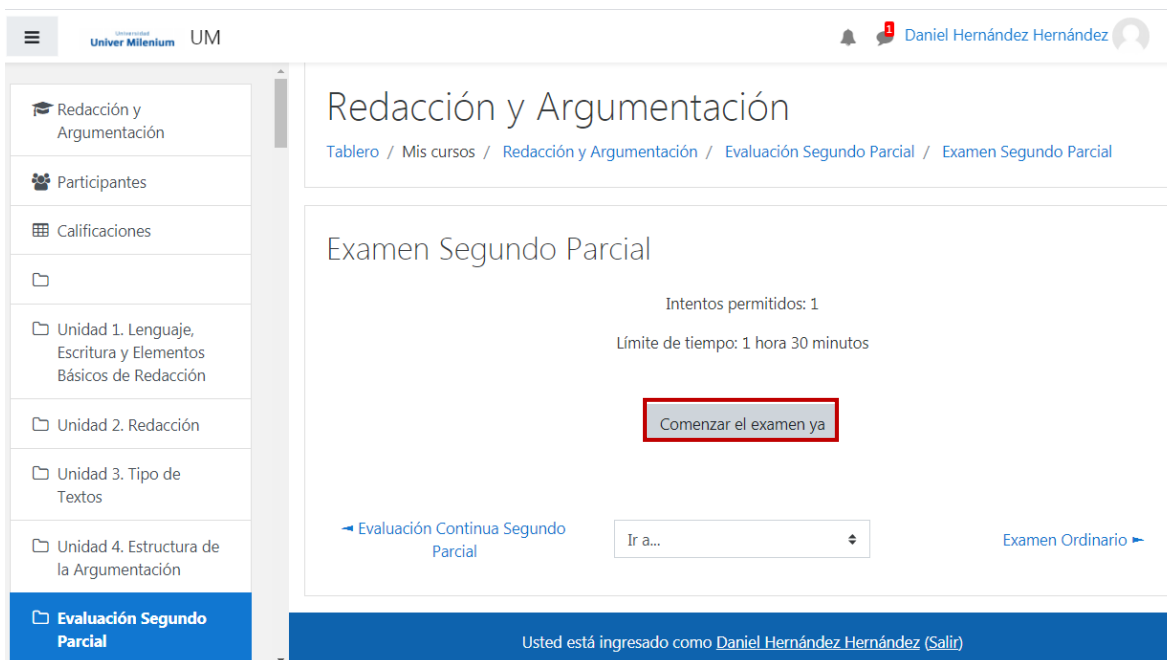 Universidad
Univer Milenium
UM
1
Daniel Hernández Hernández
Redacción y
Argumentación
Participantes
Calificaciones
Unidad 1. Lenguaje,
Escritura y Elementos
Básicos de Redacción
Unidad 2. Redacción
Unidad 3. Tipo de
Textos
Unidad 4. Estructura de
la Argumentación
Evaluación Segundo
Parcial
Redacción y Argumentación
Tablero / Mis cursos / Redacción y Argumentación / Evaluación Segundo Parcial / Examen Segundo Parcial
Examen Segundo Parcial
Intentos permitidos: 1
Límite de tiempo: 1 hora 30 minutos
Comenzar el examen ya
◄ Evaluación Continua Segundo
Parcial
Ir a...
Examen Ordinario ►
Usted está ingresado como Daniel Hernández Hernández (Salir)